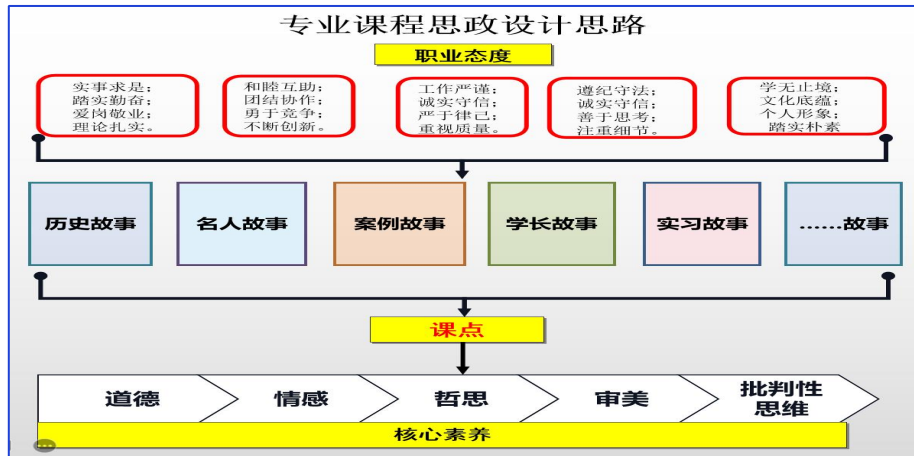 专业课程思政设计思路
职业态度
实事求是；
踏实勤奋；
爱岗敬业；
理论扎实。
和睦互助；
团结协作；
勇于竞争；
不断创新。
工作严谨；
诚实守信；
严于律己；
重视质量。
遵纪守法；
诚实守信；
善于思考；
注重细节。
学无止境；
文化底蕴；
个人形象；
踏实朴素
历史故事
名人故事
案例故事
学长故事
实习故事
……故事
课点
道德
情感
哲思
审美
批判性
思维
核心素养